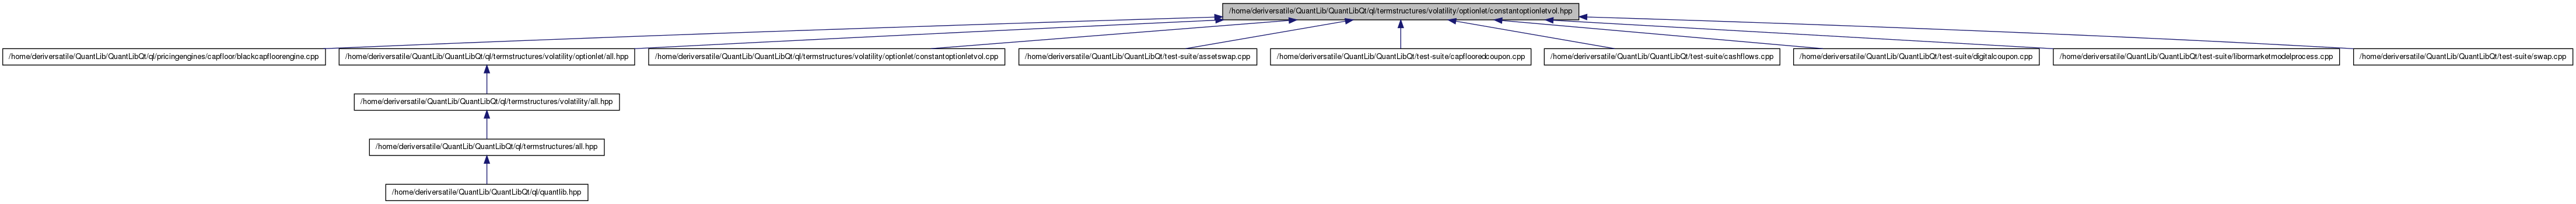 /home/deriversatile/QuantLib/QuantLibQt/ql/termstructures/volatility/optionlet/constantoptionletvol.hpp
/home/deriversatile/QuantLib/QuantLibQt/ql/pricingengines/capfloor/blackcapfloorengine.cpp
/home/deriversatile/QuantLib/QuantLibQt/ql/termstructures/volatility/optionlet/all.hpp
/home/deriversatile/QuantLib/QuantLibQt/ql/termstructures/volatility/optionlet/constantoptionletvol.cpp
/home/deriversatile/QuantLib/QuantLibQt/test-suite/assetswap.cpp
/home/deriversatile/QuantLib/QuantLibQt/test-suite/capflooredcoupon.cpp
/home/deriversatile/QuantLib/QuantLibQt/test-suite/cashflows.cpp
/home/deriversatile/QuantLib/QuantLibQt/test-suite/digitalcoupon.cpp
/home/deriversatile/QuantLib/QuantLibQt/test-suite/libormarketmodelprocess.cpp
/home/deriversatile/QuantLib/QuantLibQt/test-suite/swap.cpp
/home/deriversatile/QuantLib/QuantLibQt/ql/termstructures/volatility/all.hpp
/home/deriversatile/QuantLib/QuantLibQt/ql/termstructures/all.hpp
/home/deriversatile/QuantLib/QuantLibQt/ql/quantlib.hpp